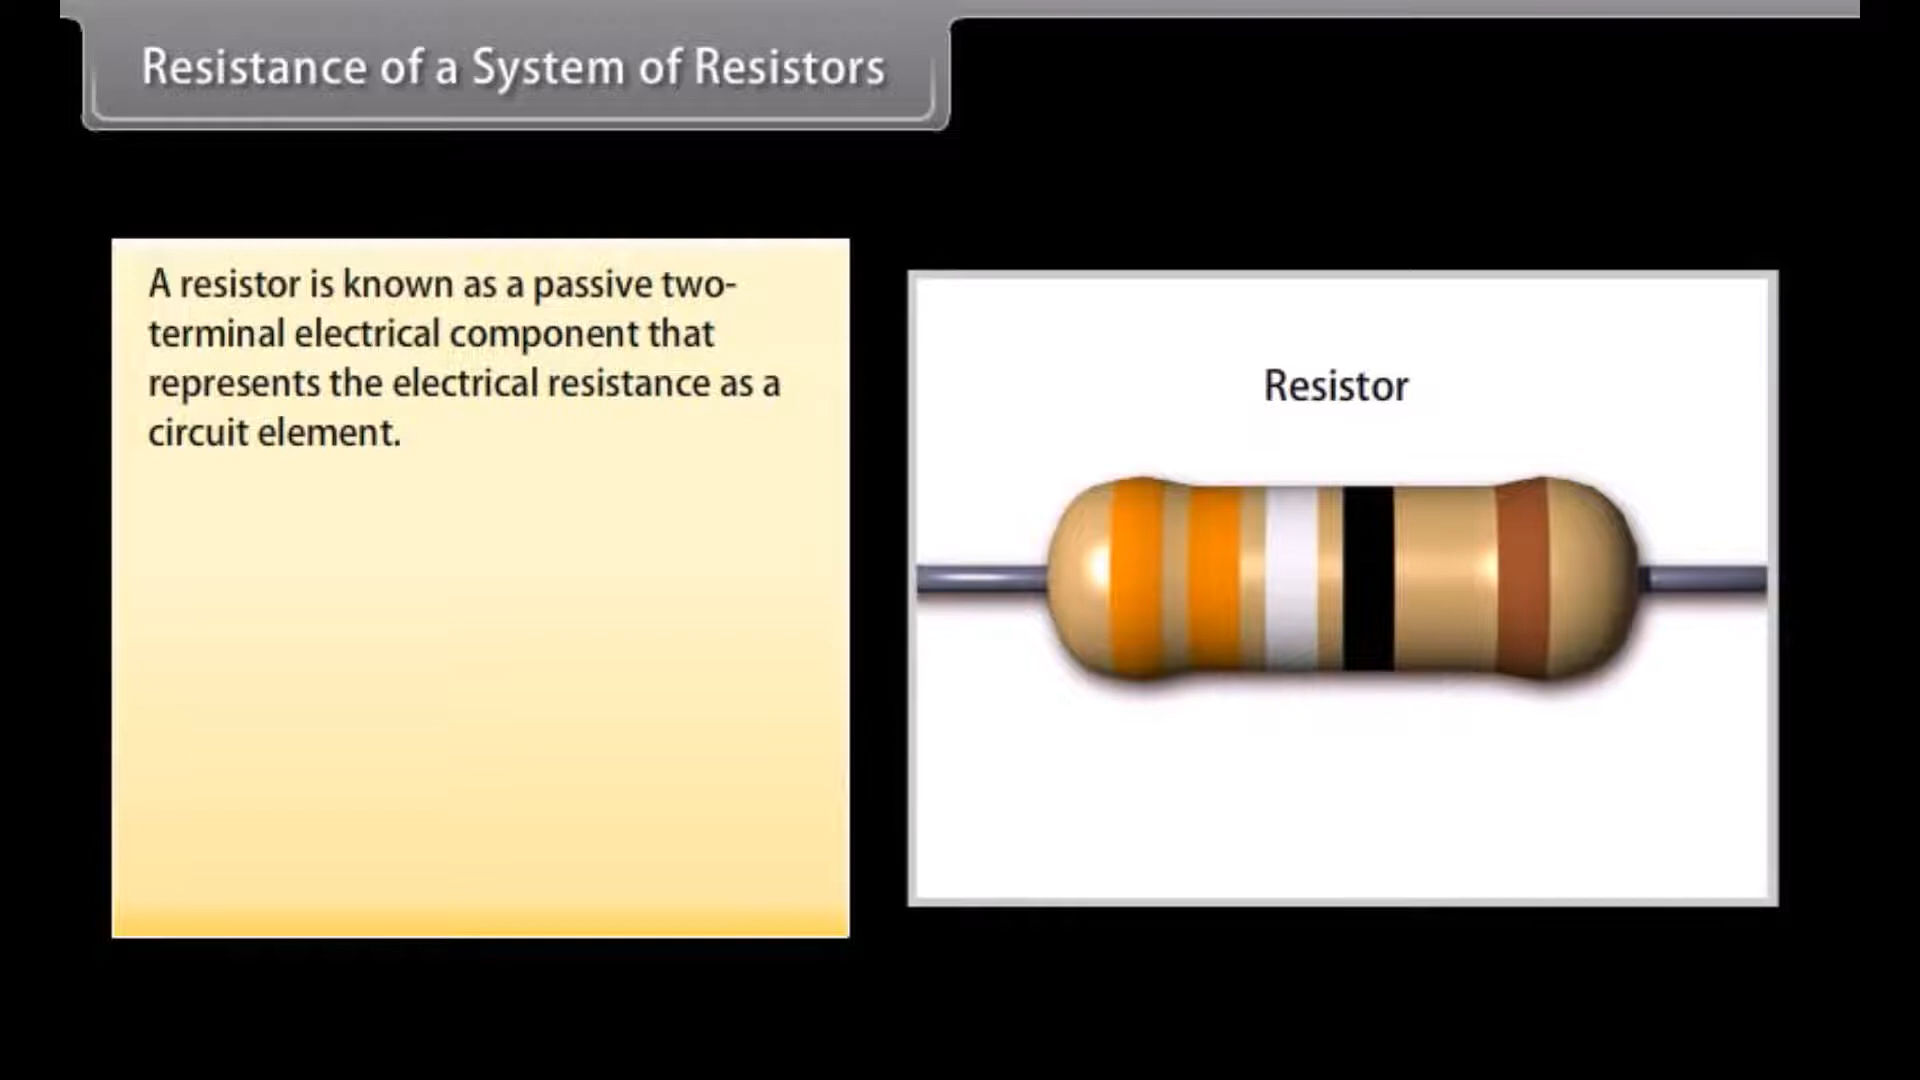 Resistance of a System of Resistors
A resistor is known as a passive two-
terminal electrical component that
represents the electrical resistance as a
circuit element.
Resistor